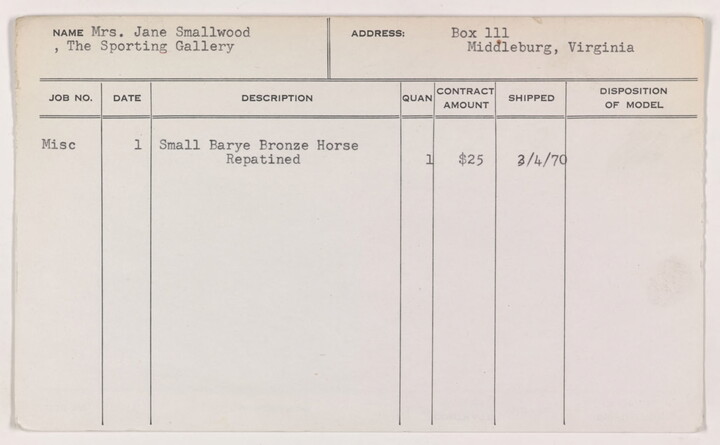 NAME Mrs. Jane Smallwood
, The Sporting Gallery
ADDRESS: Box 111
Middleburg, Virginia
JOB NO. DATE DESCRIPTION QUAN CONTRACT AMOUNT SHIPPED DISPOSITION OF MODEL
Misc 1 Small Barye Bronze Horse
Repatined 1 $25 3/4/70